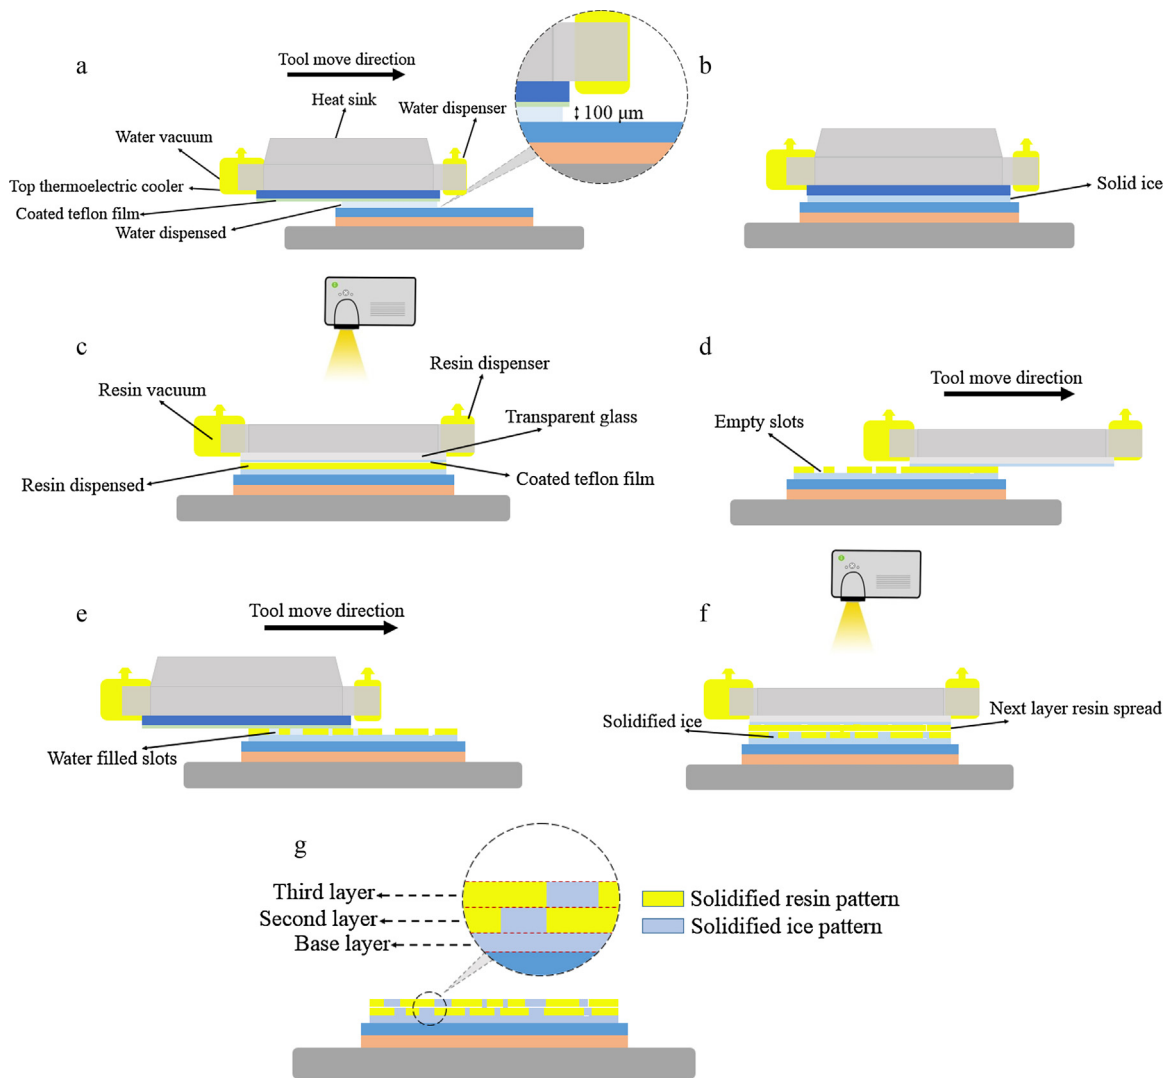 a
Tool move direction
Heat sink
Water dispenser
100 µm
Water vacuum
Top thermoelectric cooler
Coated teflon film
Water dispensed
b
Solid ice
c
Resin vacuum
Resin dispenser
Transparent glass
Resin dispensed
Coated teflon film
d
Tool move direction
Empty slots
e
Tool move direction
Water filled slots
f
Solidified ice
Next layer resin spread
g
Third layer
Second layer
Base layer
Solidified resin pattern
Solidified ice pattern